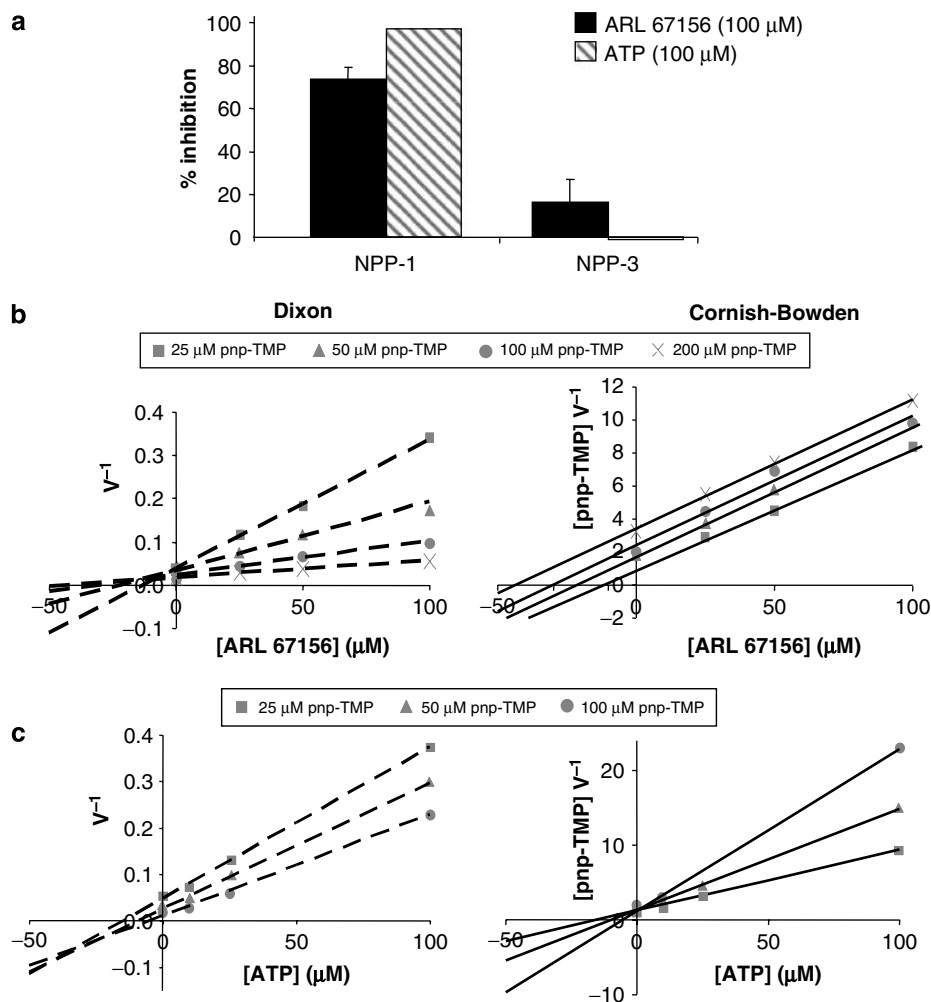 a
ARL 67156 (100 μM)
ATP (100 μM)
% inhibition
100
80
60
40
20
0
NPP-1
NPP-3
b
Dixon
Cornish-Bowden
25 μM pnp-TMP
50 μM pnp-TMP
100 μM pnp-TMP
200 μM pnp-TMP
V⁻¹
0.4
0.3
0.2
0.1
0.0
−0.1
−50
0
50
100
[ARL 67156] (μM)
[pnp-TMP] V⁻¹
12
10
8
6
4
2
0
−2
−50
0
50
100
[ARL 67156] (μM)
c
25 μM pnp-TMP
50 μM pnp-TMP
100 μM pnp-TMP
V⁻¹
0.4
0.3
0.2
0.1
0.0
−0.1
−50
0
50
100
[ATP] (μM)
[pnp-TMP] V⁻¹
20
10
0
−10
−50
0
50
100
[ATP] (μM)